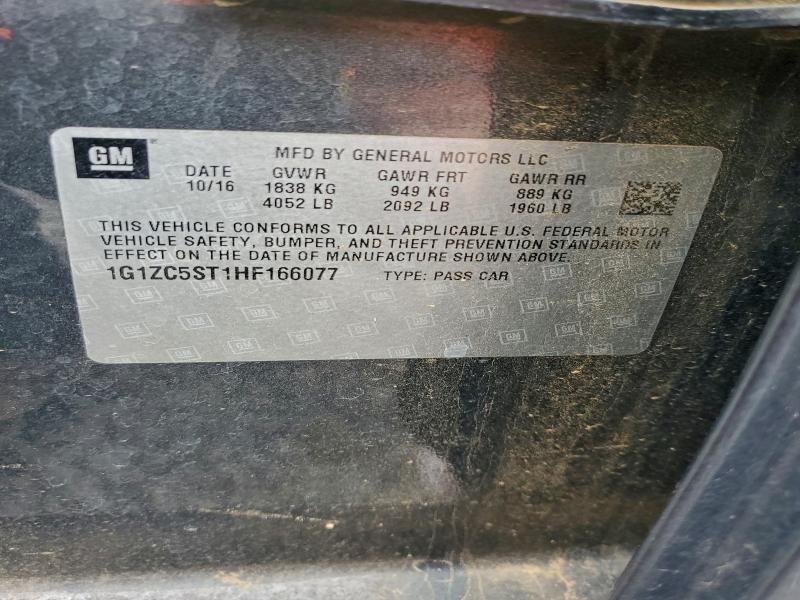 GM
MFD BY GENERAL MOTORS LLC
DATE GVWR GAWR FRT GAWR RR
10/16 1838 KG 949 KG 889 KG
4052 LB 2092 LB 1960 LB
THIS VEHICLE CONFORMS TO ALL APPLICABLE U.S. FEDERAL MOTOR
VEHICLE SAFETY, BUMPER, AND THEFT PREVENTION STANDARDS IN
EFFECT ON THE DATE OF MANUFACTURE SHOWN ABOVE.
1G1ZC5ST1HF166077 TYPE: PASS CAR